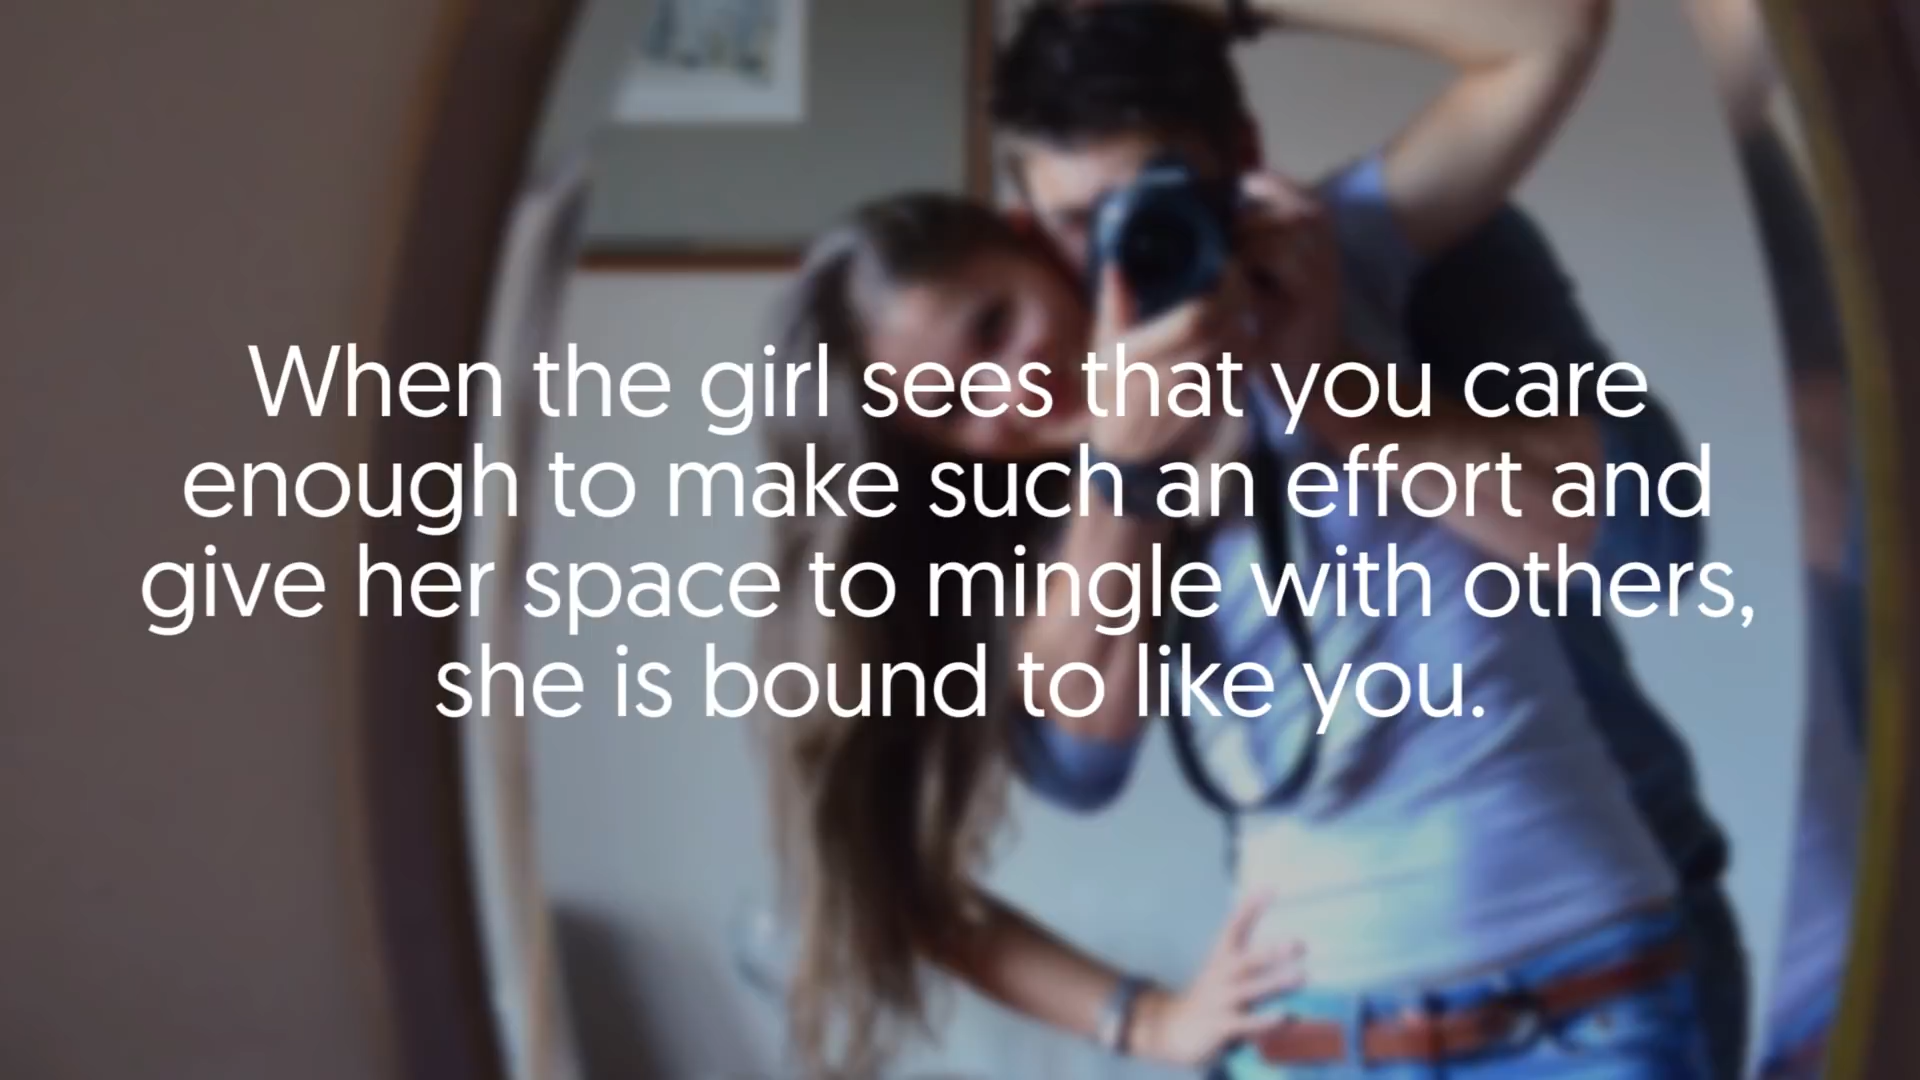 When the girl sees that you care
enough to make such an effort and
give her space to mingle with others,
she is bound to like you.